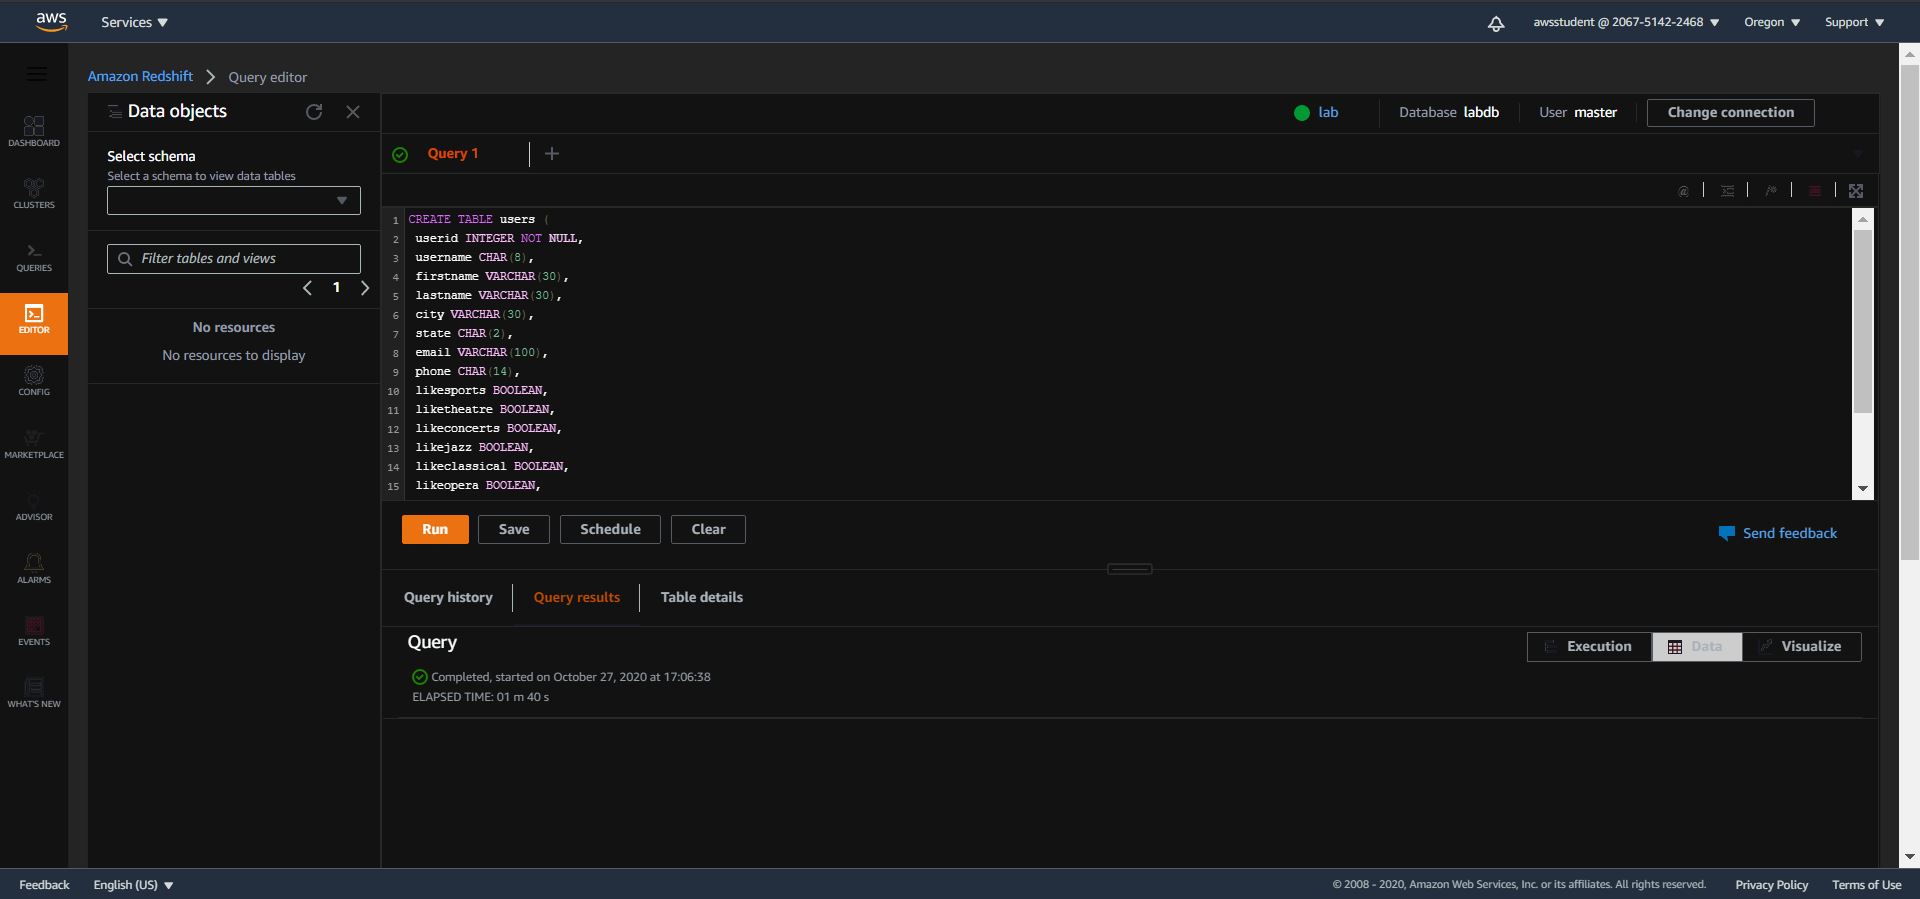 aws Services awsstudent @ 2067-5142-2468 Oregon Support
Amazon Redshift > Query editor
Data objects
Select schema
Select a schema to view data tables
Filter tables and views
1
No resources
No resources to display
DASHBOARD
CLUSTERS
QUERIES
EDITOR
CONFIG
MARKETPLACE
ADVISOR
ALARMS
EVENTS
WHAT'S NEW
lab Database labdb User master Change connection
Query 1 +
1 CREATE TABLE users (
2 userid INTEGER NOT NULL,
3 username CHAR(8),
4 firstname VARCHAR(30),
5 lastname VARCHAR(30),
6 city VARCHAR(30),
7 state CHAR(2),
8 email VARCHAR(100),
9 phone CHAR(14),
10 likesports BOOLEAN,
11 liketheatre BOOLEAN,
12 likeconcerts BOOLEAN,
13 likejazz BOOLEAN,
14 likeclassical BOOLEAN,
15 likeopera BOOLEAN,
Run Save Schedule Clear
Send feedback
Query history Query results Table details
Query
Execution Data Visualize
Completed, started on October 27, 2020 at 17:06:38
ELAPSED TIME: 01 m 40 s
Feedback English (US) © 2008 - 2020, Amazon Web Services, Inc. or its affiliates. All rights reserved. Privacy Policy Terms of Use